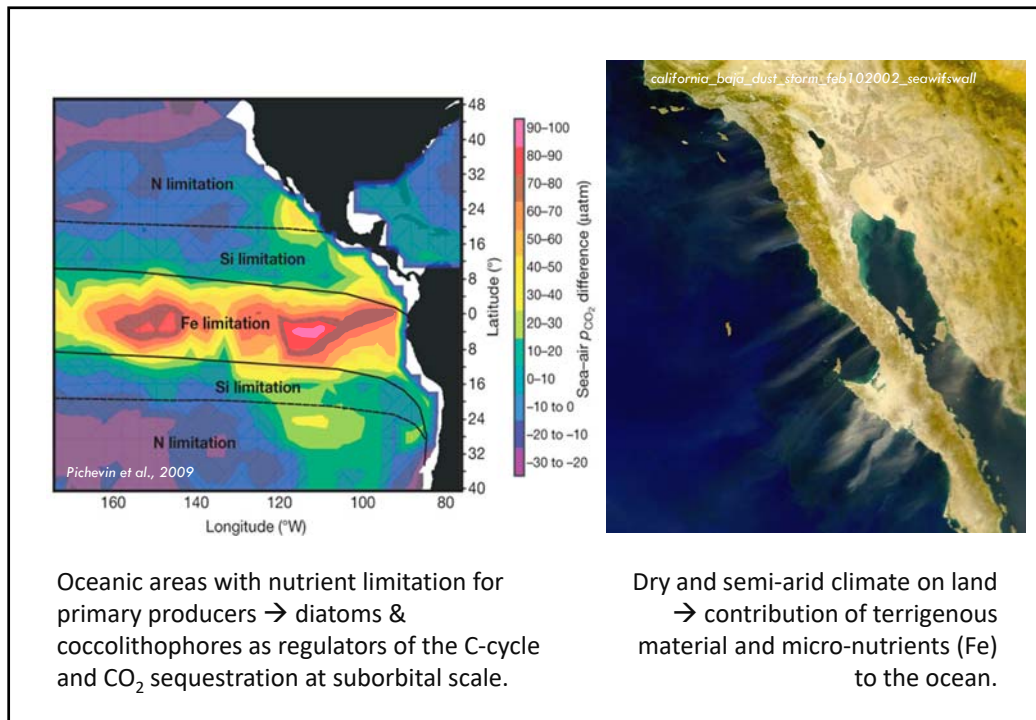 48
40
32
24
16
8
0
8
16
24
32
40
Latitude (°)
160
140
120
100
80
Longitude (°W)
N limitation
Si limitation
Fe limitation
Si limitation
N limitation
Pichevin et al., 2009
90–100
80–90
70–80
60–70
50–60
40–50
30–40
20–30
10–20
0–10
−10 to 0
−20 to −10
−30 to −20
Sea–air pCO2 difference (µatm)
california_baja_dust_storm_feb102002_seawifswall
Oceanic areas with nutrient limitation for
primary producers → diatoms &
coccolithophores as regulators of the C-cycle
and CO2 sequestration at suborbital scale.
Dry and semi-arid climate on land
→ contribution of terrigenous
material and micro-nutrients (Fe)
to the ocean.